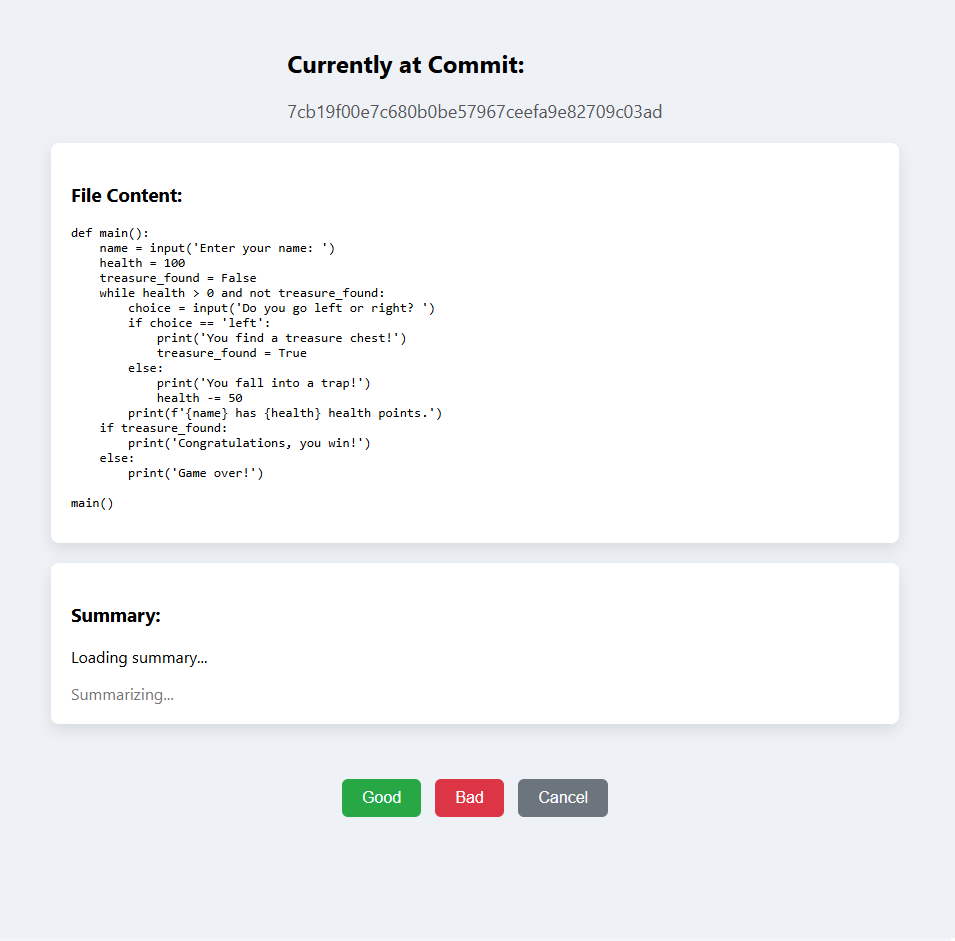 Currently at Commit:
7cb19f00e7c680b0be57967ceefa9e82709c03ad
File Content:
def main():
    name = input('Enter your name: ')
    health = 100
    treasure_found = False
    while health > 0 and not treasure_found:
        choice = input('Do you go left or right? ')
        if choice == 'left':
            print('You find a treasure chest!')
            treasure_found = True
        else:
            print('You fall into a trap!')
            health -= 50
        print(f'{name} has {health} health points.')
    if treasure_found:
        print('Congratulations, you win!')
    else:
        print('Game over!')
main()
Summary:
Loading summary...
Summarizing...
Good Bad Cancel